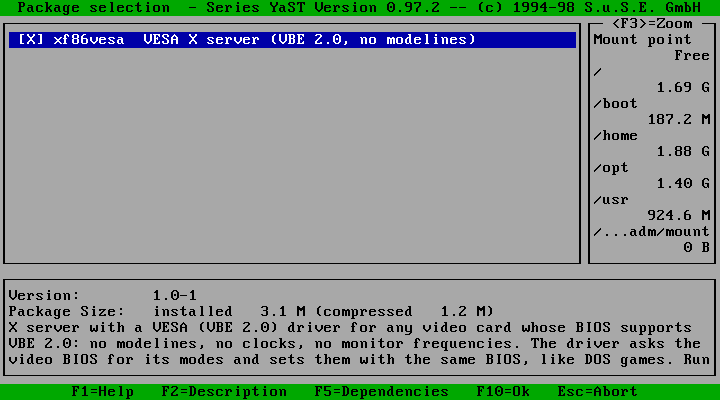 Package selection  - Series YaST Version 0.97.2 -- (c) 1994-98 S.u.S.E. GmbH
<F3>=Zoom
[X] xf86vesa  VESA X server (VBE 2.0, no modelines)
Mount point
Free
/
1.69 G
/boot
187.2 M
/home
1.88 G
/opt
1.40 G
/usr
924.6 M
/...adm/mount
0 B
Version:         1.0-1
Package Size:   installed   3.1 M (compressed   1.2 M)
X server with a VESA (VBE 2.0) driver for any video card whose BIOS supports
VBE 2.0: no modelines, no clocks, no monitor frequencies. The driver asks the
video BIOS for its modes and sets them with the same BIOS, like DOS games. Run
F1=Help   F2=Description   F5=Dependencies   F10=Ok   Esc=Abort